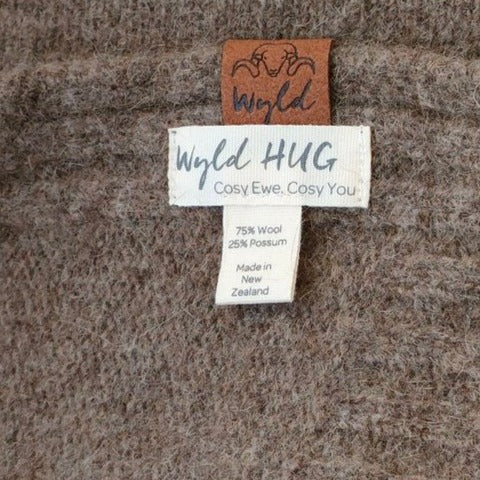 Wyld
Wyld HUG
Cosy Ewe. Cosy You
75% Wool
25% Possum
Made in
New
Zealand